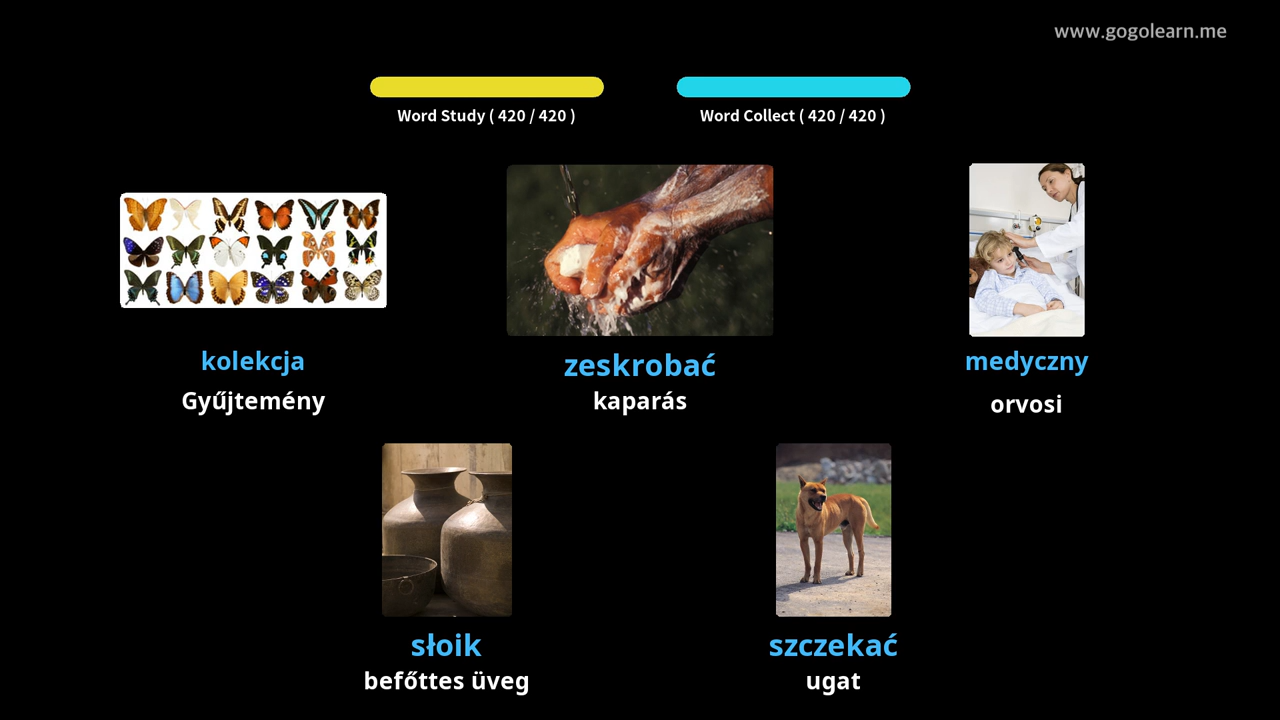 www.gogolearn.me
Word Study ( 420 / 420 )
Word Collect ( 420 / 420 )
kolekcja
Gyűjtemény
zeskrobać
kaparás
medyczny
orvosi
słoik
befőttes üveg
szczekać
ugat